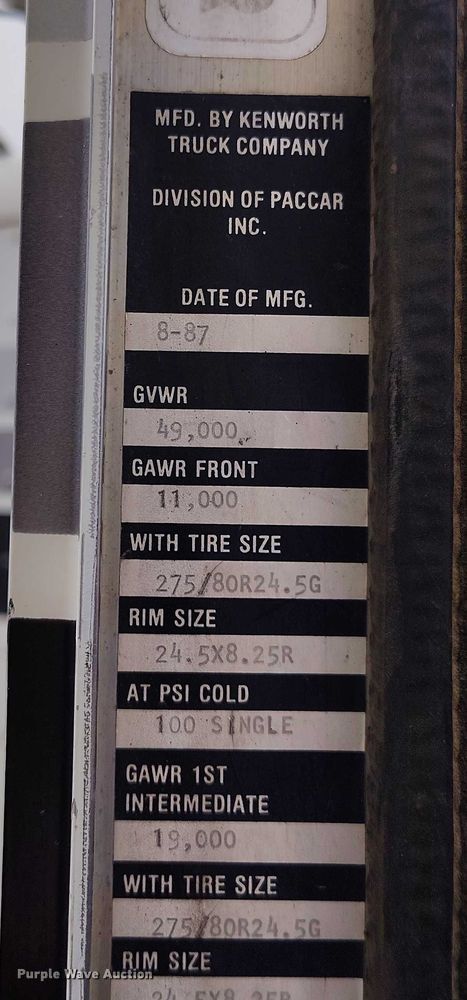 MFD. BY KENWORTH
TRUCK COMPANY
DIVISION OF PACCAR
INC.
DATE OF MFG.
8-87
GVWR
49,000
GAWR FRONT
11,000
WITH TIRE SIZE
275/80R24.5G
RIM SIZE
24.5X8.25R
AT PSI COLD
100 SINGLE
GAWR 1ST
INTERMEDIATE
19,000
WITH TIRE SIZE
275/80R24.5G
RIM SIZE
Purple Wave Auction